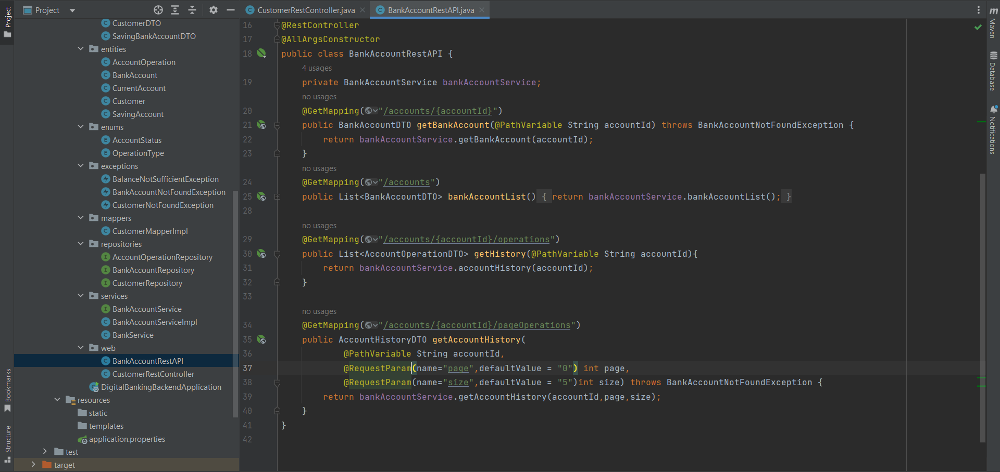 Project
CustomerRestController.java
BankAccountRestAPI.java
Project
Bookmarks
Structure
CustomerDTO
SavingBankAccountDTO
entities
AccountOperation
BankAccount
CurrentAccount
Customer
SavingAccount
enums
AccountStatus
OperationType
exceptions
BalanceNotSufficientException
BankAccountNotFoundException
CustomerNotFoundException
mappers
CustomerMapperImpl
repositories
AccountOperationRepository
BankAccountRepository
CustomerRepository
services
BankAccountService
BankAccountServiceImpl
BankService
web
BankAccountRestAPI
CustomerRestController
DigitalBankingBackendApplication
resources
static
templates
application.properties
test
target
16 @RestController
17 @AllArgsConstructor
18 public class BankAccountRestAPI {
4 usages
19 private BankAccountService bankAccountService;
no usages
20 @GetMapping("/accounts/{accountId}")
21 public BankAccountDTO getBankAccount(@PathVariable String accountId) throws BankAccountNotFoundException {
22 return bankAccountService.getBankAccount(accountId);
23 }
no usages
24 @GetMapping("/accounts")
25 public List<BankAccountDTO> bankAccountList() { return bankAccountService.bankAccountList(); }
28
no usages
29 @GetMapping("/accounts/{accountId}/operations")
30 public List<AccountOperationDTO> getHistory(@PathVariable String accountId){
31 return bankAccountService.accountHistory(accountId);
32 }
33
no usages
34 @GetMapping("/accounts/{accountId}/pageOperations")
35 public AccountHistoryDTO getAccountHistory(
36 @PathVariable String accountId,
37 @RequestParam(name="page",defaultValue = "0") int page,
38 @RequestParam(name="size",defaultValue = "5")int size) throws BankAccountNotFoundException {
39 return bankAccountService.getAccountHistory(accountId,page,size);
40 }
41 }
42
m Maven
Database
Notifications